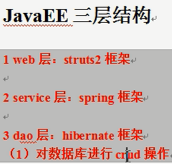 JavaEE 三层结构
1 web 层：struts2 框架
2 service 层：spring 框架
3 dao 层：hibernate 框架
（1）对数据库进行 crud 操作